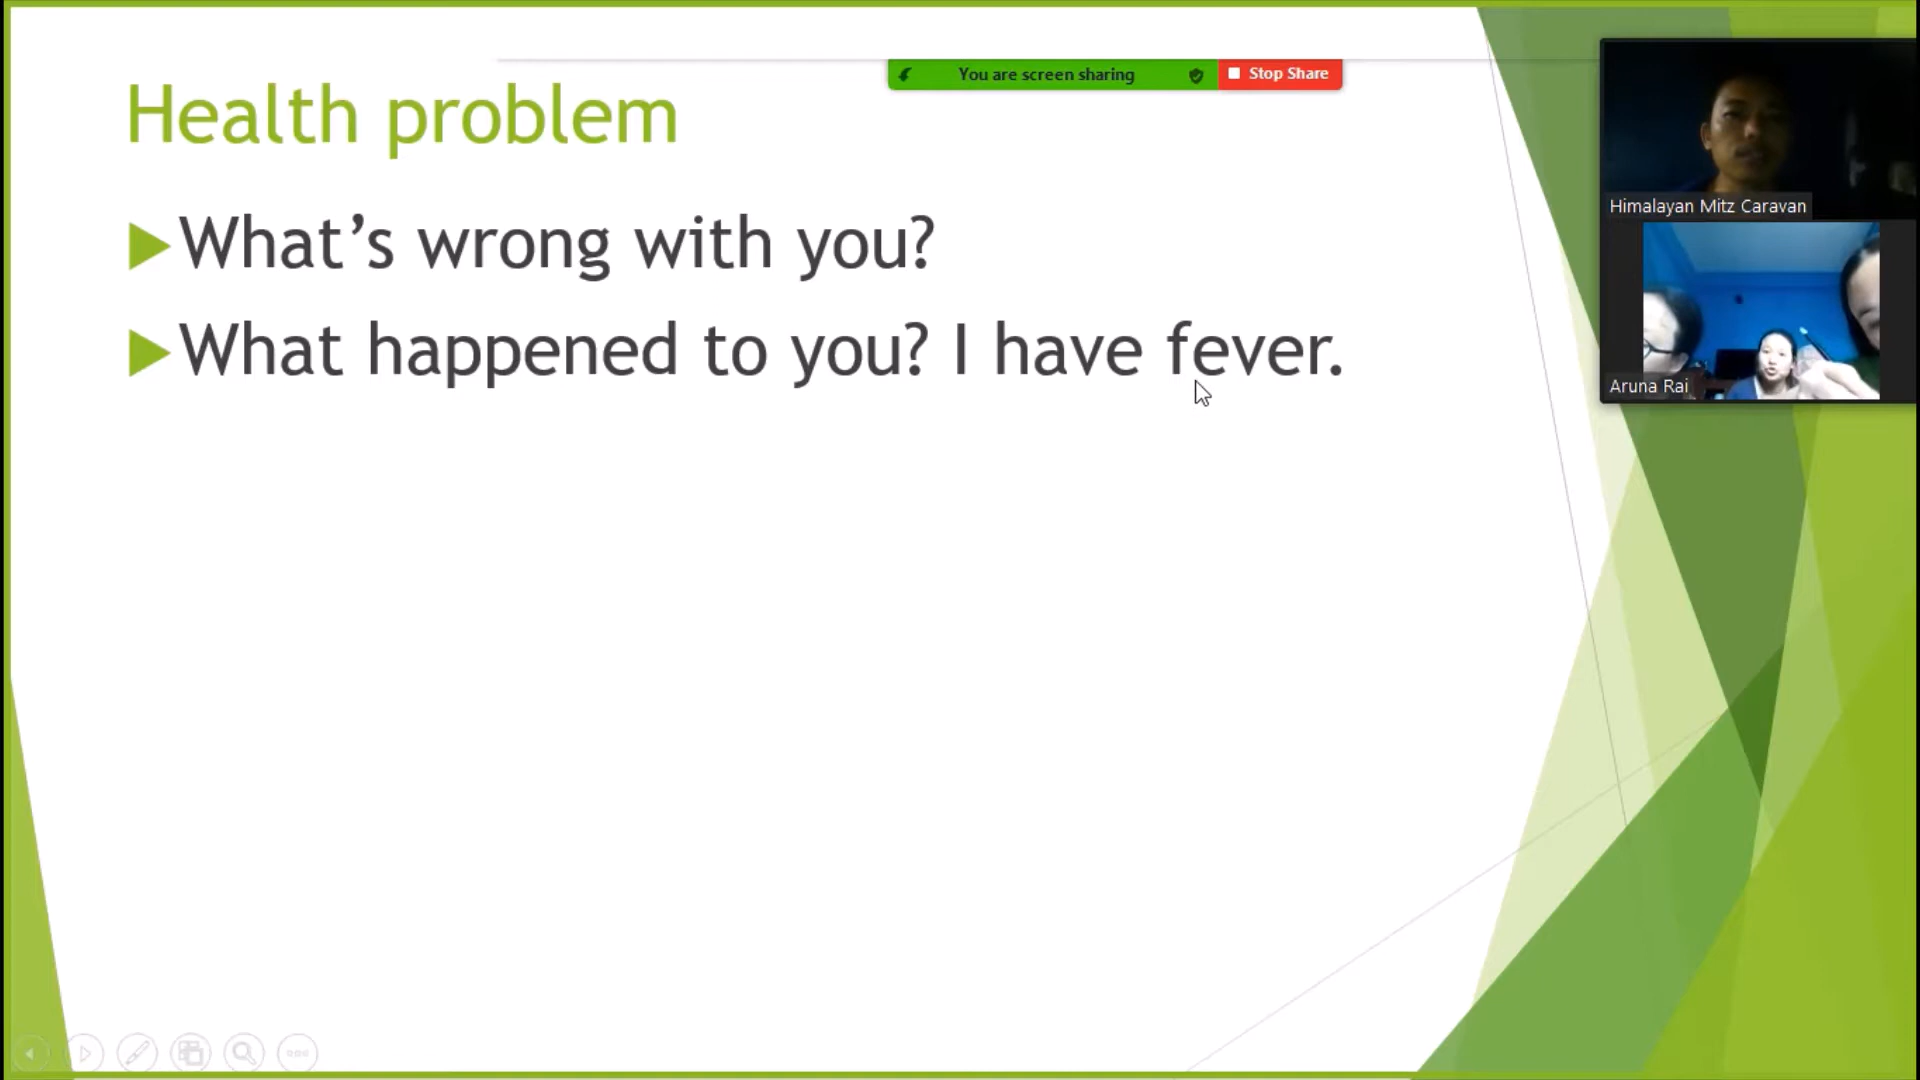 You are screen sharing
Stop Share
Health problem
What’s wrong with you?
What happened to you? I have fever.
Himalayan Mitz Caravan
Aruna Rai